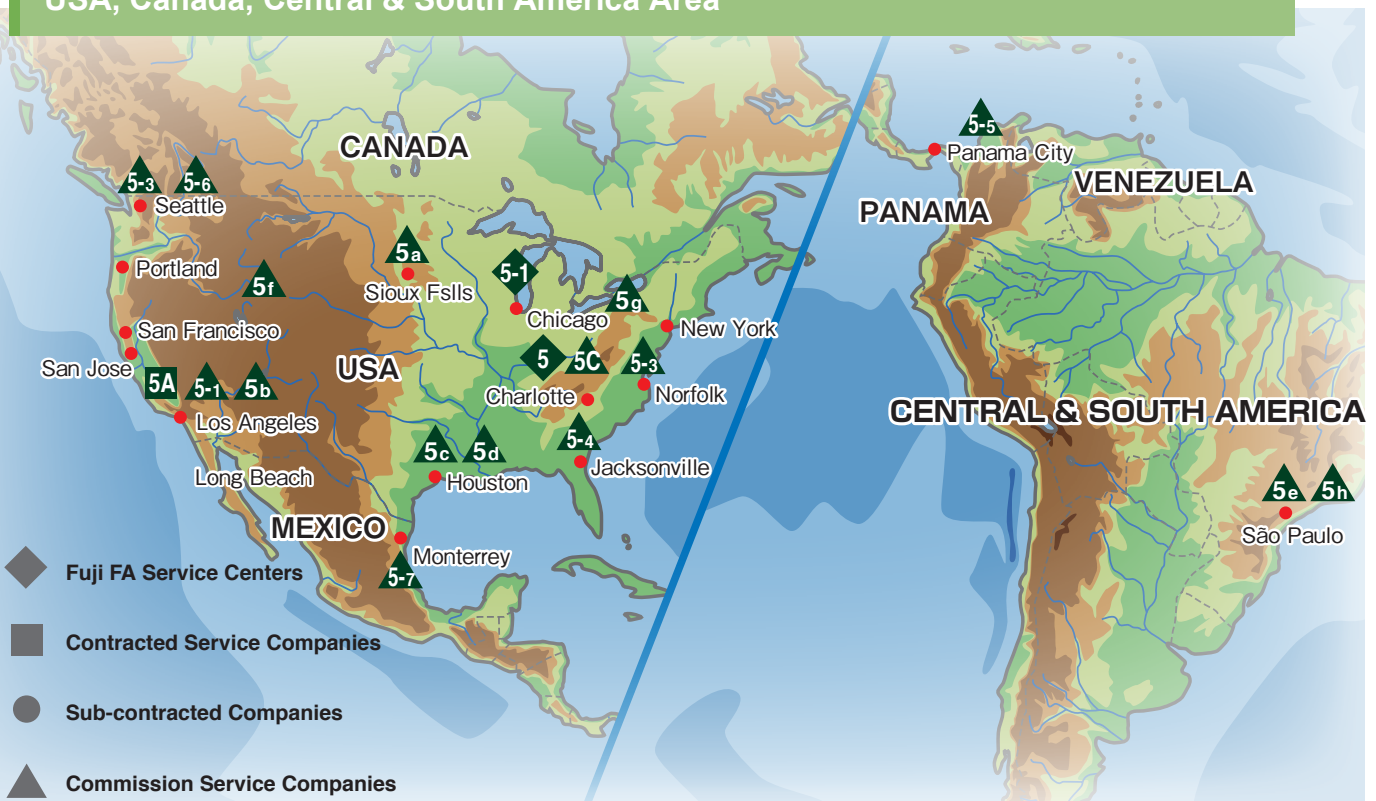 USA, Canada, Central & South America Area
CANADA
5-3
5-6
Seattle
Portland
5f
5a
Sioux Fslls
5-1
Chicago
5g
New York
San Francisco
San Jose
5A
5-1
5b
Los Angeles
Long Beach
USA
5
5C
5-3
Charlotte
Norfolk
5c
5d
Houston
5-4
Jacksonville
MEXICO
Monterrey
5-7
5-5
Panama City
PANAMA
VENEZUELA
CENTRAL & SOUTH AMERICA
5e
5h
São Paulo
Fuji FA Service Centers
Contracted Service Companies
Sub-contracted Companies
Commission Service Companies